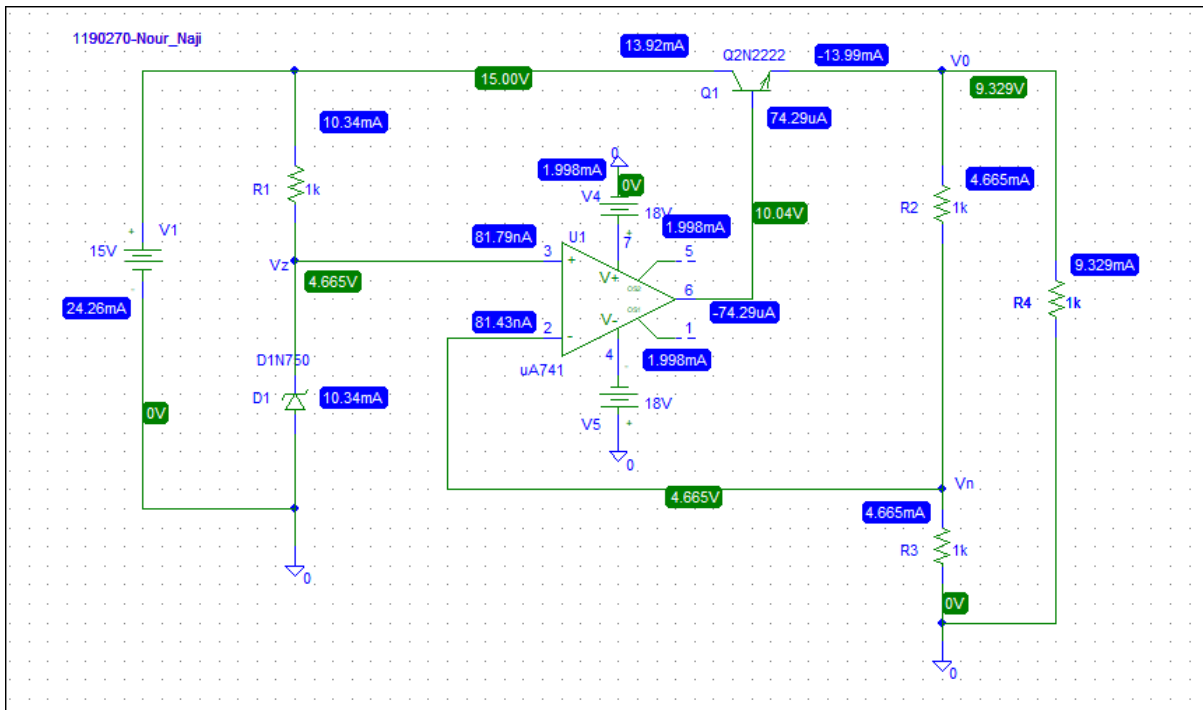 1190270-Nour_Naji
13.92mA
Q2N2222
-13.99mA
V0
15.00V
Q1
9.329V
10.34mA
74.29uA
0
1.998mA
0V
4.665mA
R1
1k
V4
18V
R2
1k
10.04V
1.998mA
+
V1
81.79nA
U1
7
+
5
15V
Vz
3
+
V+
OS2
9.329mA
4.665V
6
-
24.26mA
81.43nA
OS1
-74.29uA
R4
1k
2
-
V-
1
D1N750
4
-
1.998mA
uA741
D1
10.34mA
18V
0V
V5
+
0
Vn
4.665V
4.665mA
R3
1k
0
0V
0